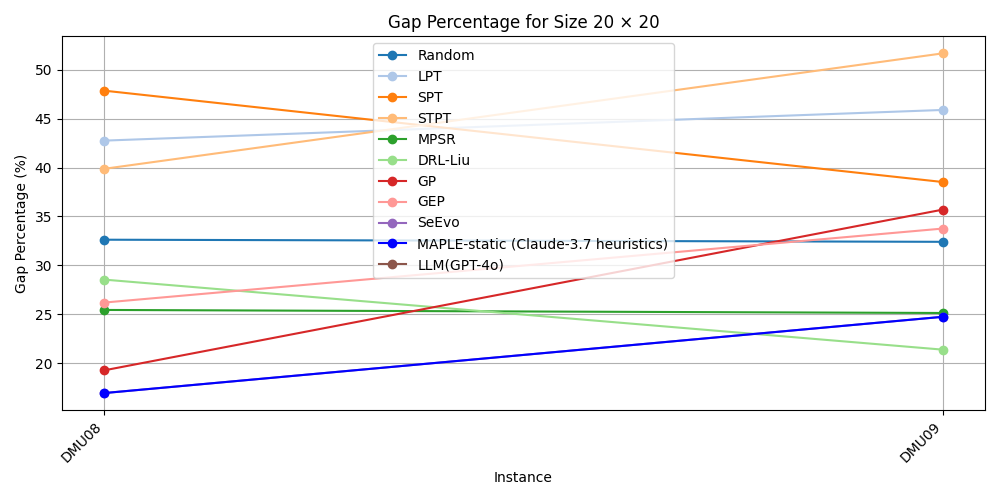 Gap Percentage for Size 20 × 20
Gap Percentage (%)
50
45
40
35
30
25
20
Random
LPT
SPT
STPT
MPSR
DRL-Liu
GP
GEP
SeEvo
MAPLE-static (Claude-3.7 heuristics)
LLM(GPT-4o)
DMU08
DMU09
Instance